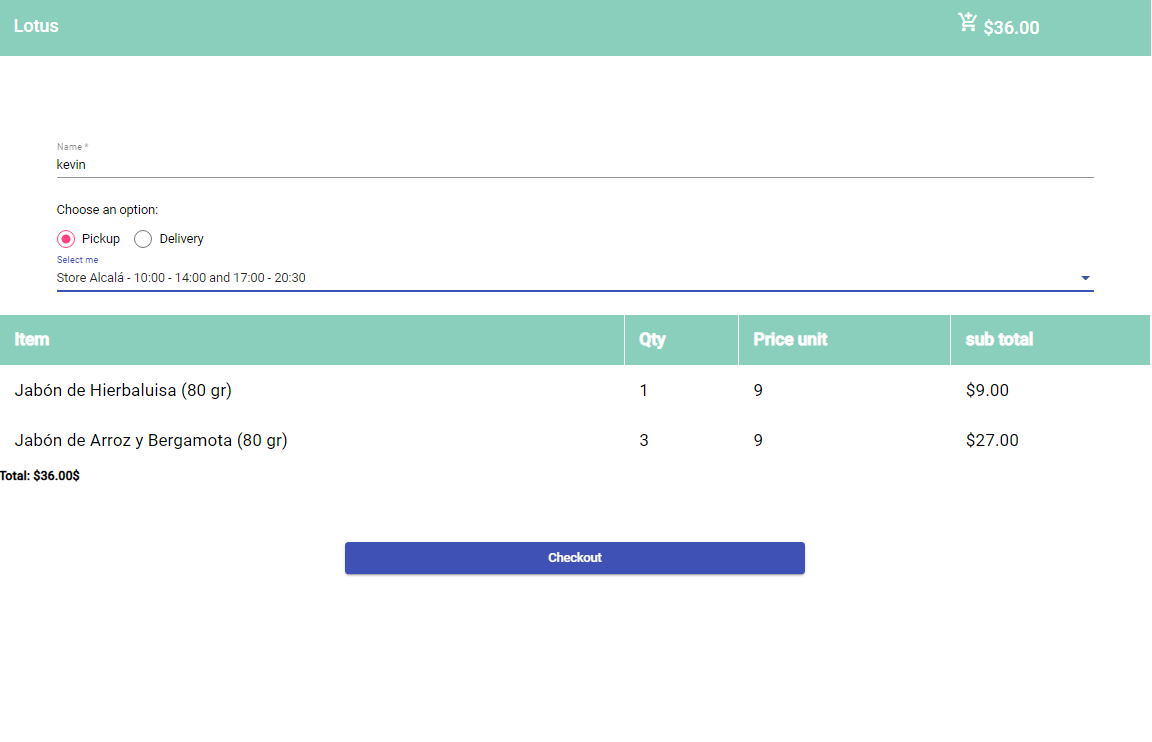 Lotus $36.00
Name *
kevin
Choose an option:
Pickup Delivery
Select me
Store Alcalá - 10:00 - 14:00 and 17:00 - 20:30
Item Qty Price unit sub total
Jabón de Hierbaluisa (80 gr) 1 9 $9.00
Jabón de Arroz y Bergamota (80 gr) 3 9 $27.00
Total: $36.00$
Checkout